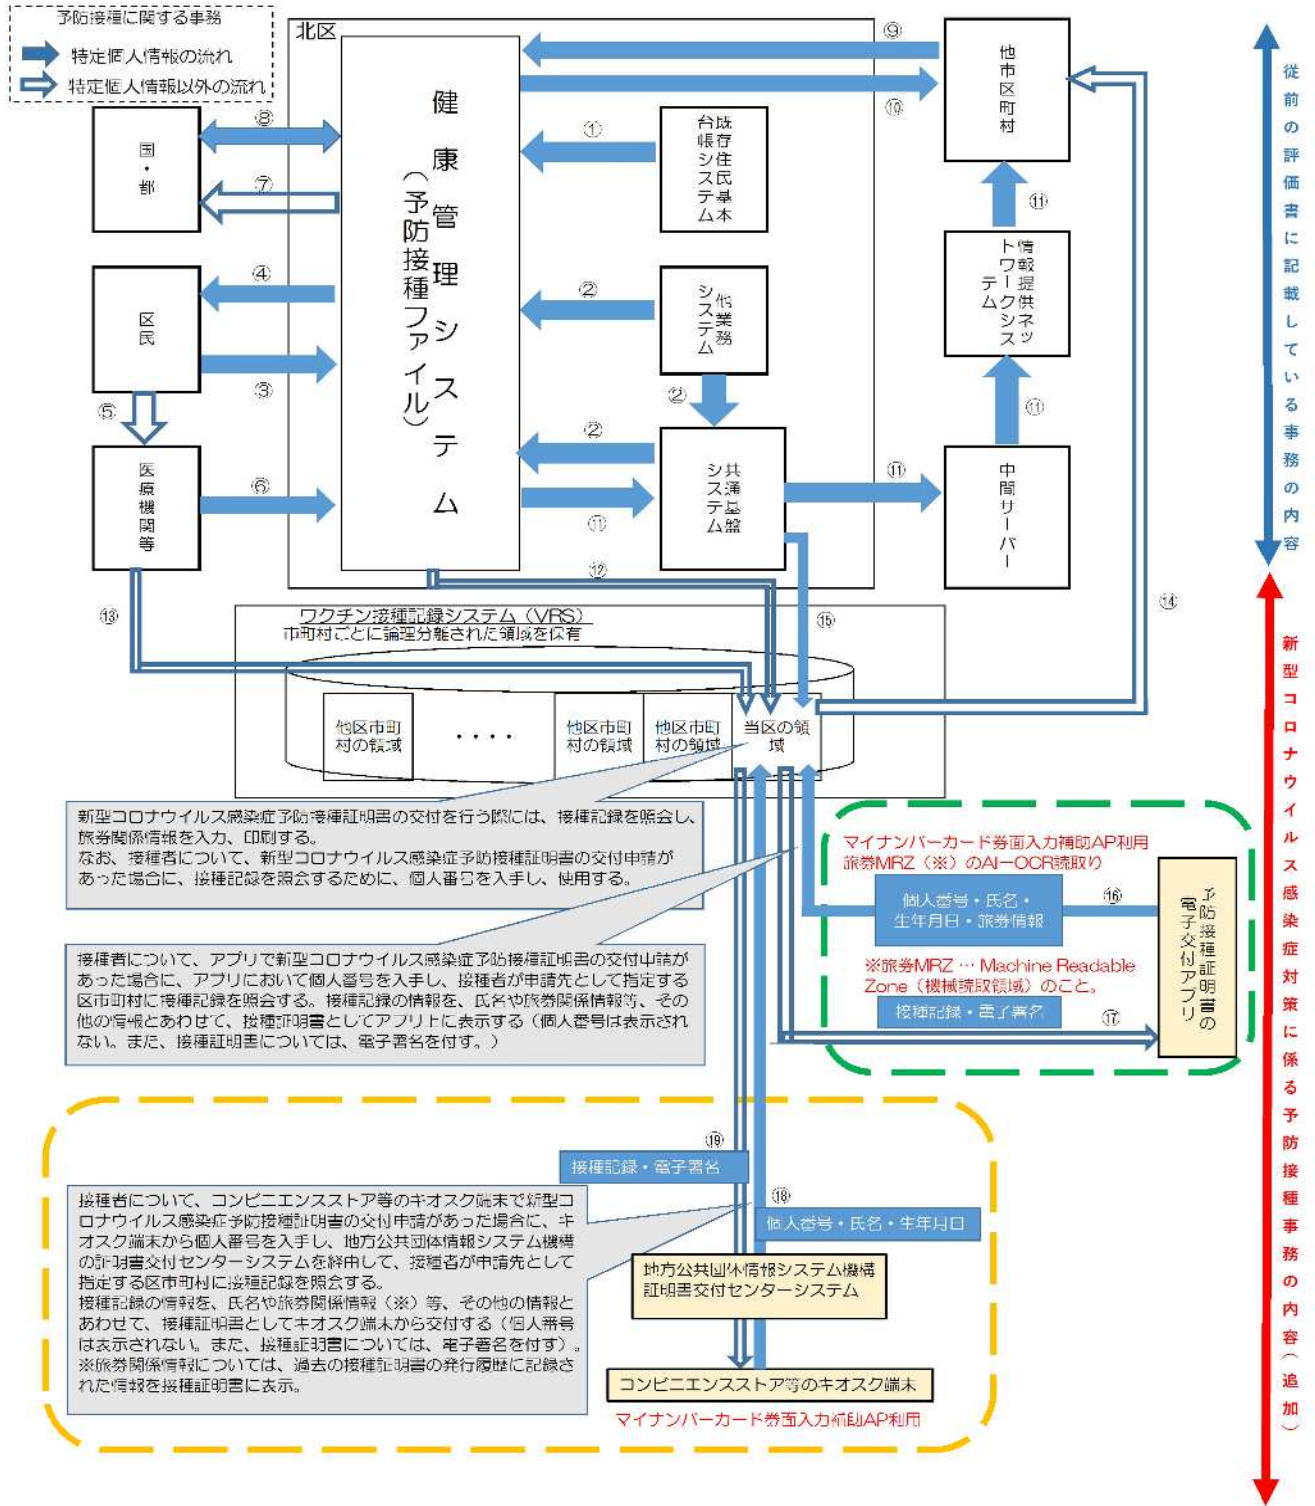 予防接種に関する事務
特定個人情報の流れ
特定個人情報以外の流れ
北区
健康管理システム
（予防接種ファイル）
国・都
区民
医療機関等
既存住民基本
台帳システム
他業務
システム
共通基盤
システム
他市区町村
情報提供ネッ
トワークシス
テム
中間サーバー
⑧
⑦
④
③
⑤
⑥
①
②
②
②
⑪
⑨
⑩
⑪
⑪
⑪
⑫
⑬
⑭
⑮
従前の評価書に記載している事務の内容
新型コロナウイルス感染症対策に係る予防接種事務の内容（追加）
ワクチン接種記録システム（VRS）
市町村ごとに論理分離された領域を保有
他区市町
村の領域
・・・・
他区市町
村の領域
他区市町
村の領域
当区の領
域
新型コロナウイルス感染症予防接種証明書の交付を行う際には、接種記録を照会し、
旅券関係情報を入力、印刷する。
なお、接種者について、新型コロナウイルス感染症予防接種証明書の交付申請が
あった場合に、接種記録を照会するために、個人番号を入手し、使用する。
マイナンバーカード券面入力補助AP利用
旅券MRZ（※）のAI－OCR読取り
個人番号・氏名・
生年月日・旅券情報
⑯
予防接種証明書の
電子交付アプリ
※旅券MRZ … Machine Readable
Zone（機械読取領域）のこと。
接種記録・電子署名
⑰
接種者について、アプリで新型コロナウイルス感染症予防接種証明書の交付申請が
あった場合に、アプリにおいて個人番号を入手し、接種者が申請先として指定する
区市町村に接種記録を照会する。接種記録の情報を、氏名や旅券関係情報等、その
他の情報とあわせて、接種証明書としてアプリ上に表示する（個人番号は表示され
ない。また、接種証明書については、電子署名を付す。）
⑲
接種記録・電子署名
⑱
個人番号・氏名・生年月日
接種者について、コンビニエンスストア等のキオスク端末で新型コ
ロナウイルス感染症予防接種証明書の交付申請があった場合に、キ
オスク端末から個人番号を入手し、地方公共団体情報システム機構
の証明書交付センターシステムを経由して、接種者が申請先として
指定する区市町村に接種記録を照会する。
接種記録の情報を、氏名や旅券関係情報（※）等、その他の情報と
あわせて、接種証明書としてキオスク端末から交付する（個人番号
は表示されない。また、接種証明書については、電子署名を付す）。
※旅券関係情報については、過去の接種証明書の発行履歴に記録さ
れた情報を接種証明書に表示。
地方公共団体情報システム機構
証明書交付センターシステム
コンビニエンスストア等のキオスク端末
マイナンバーカード券面入力補助AP利用